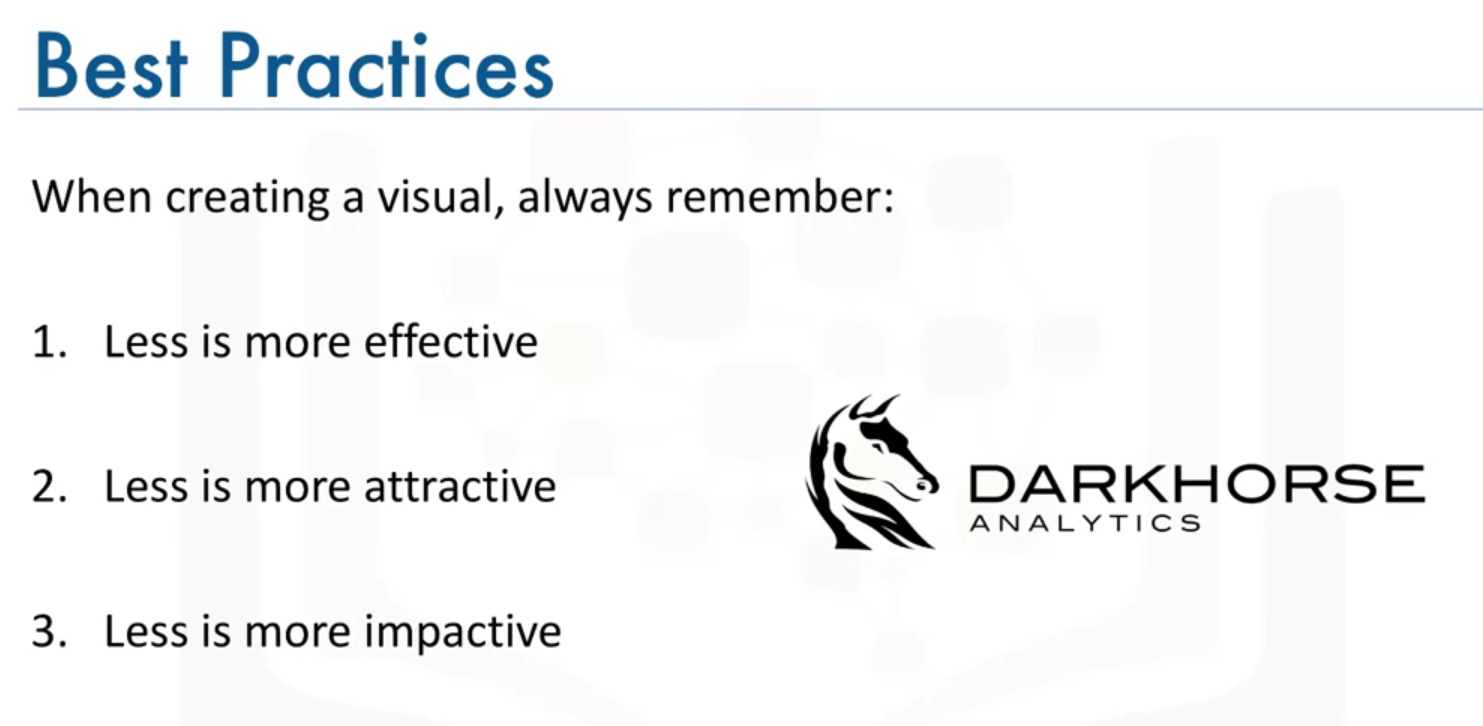 Best Practices
When creating a visual, always remember:
1. Less is more effective
2. Less is more attractive
DARKHORSE
ANALYTICS
3. Less is more impactive